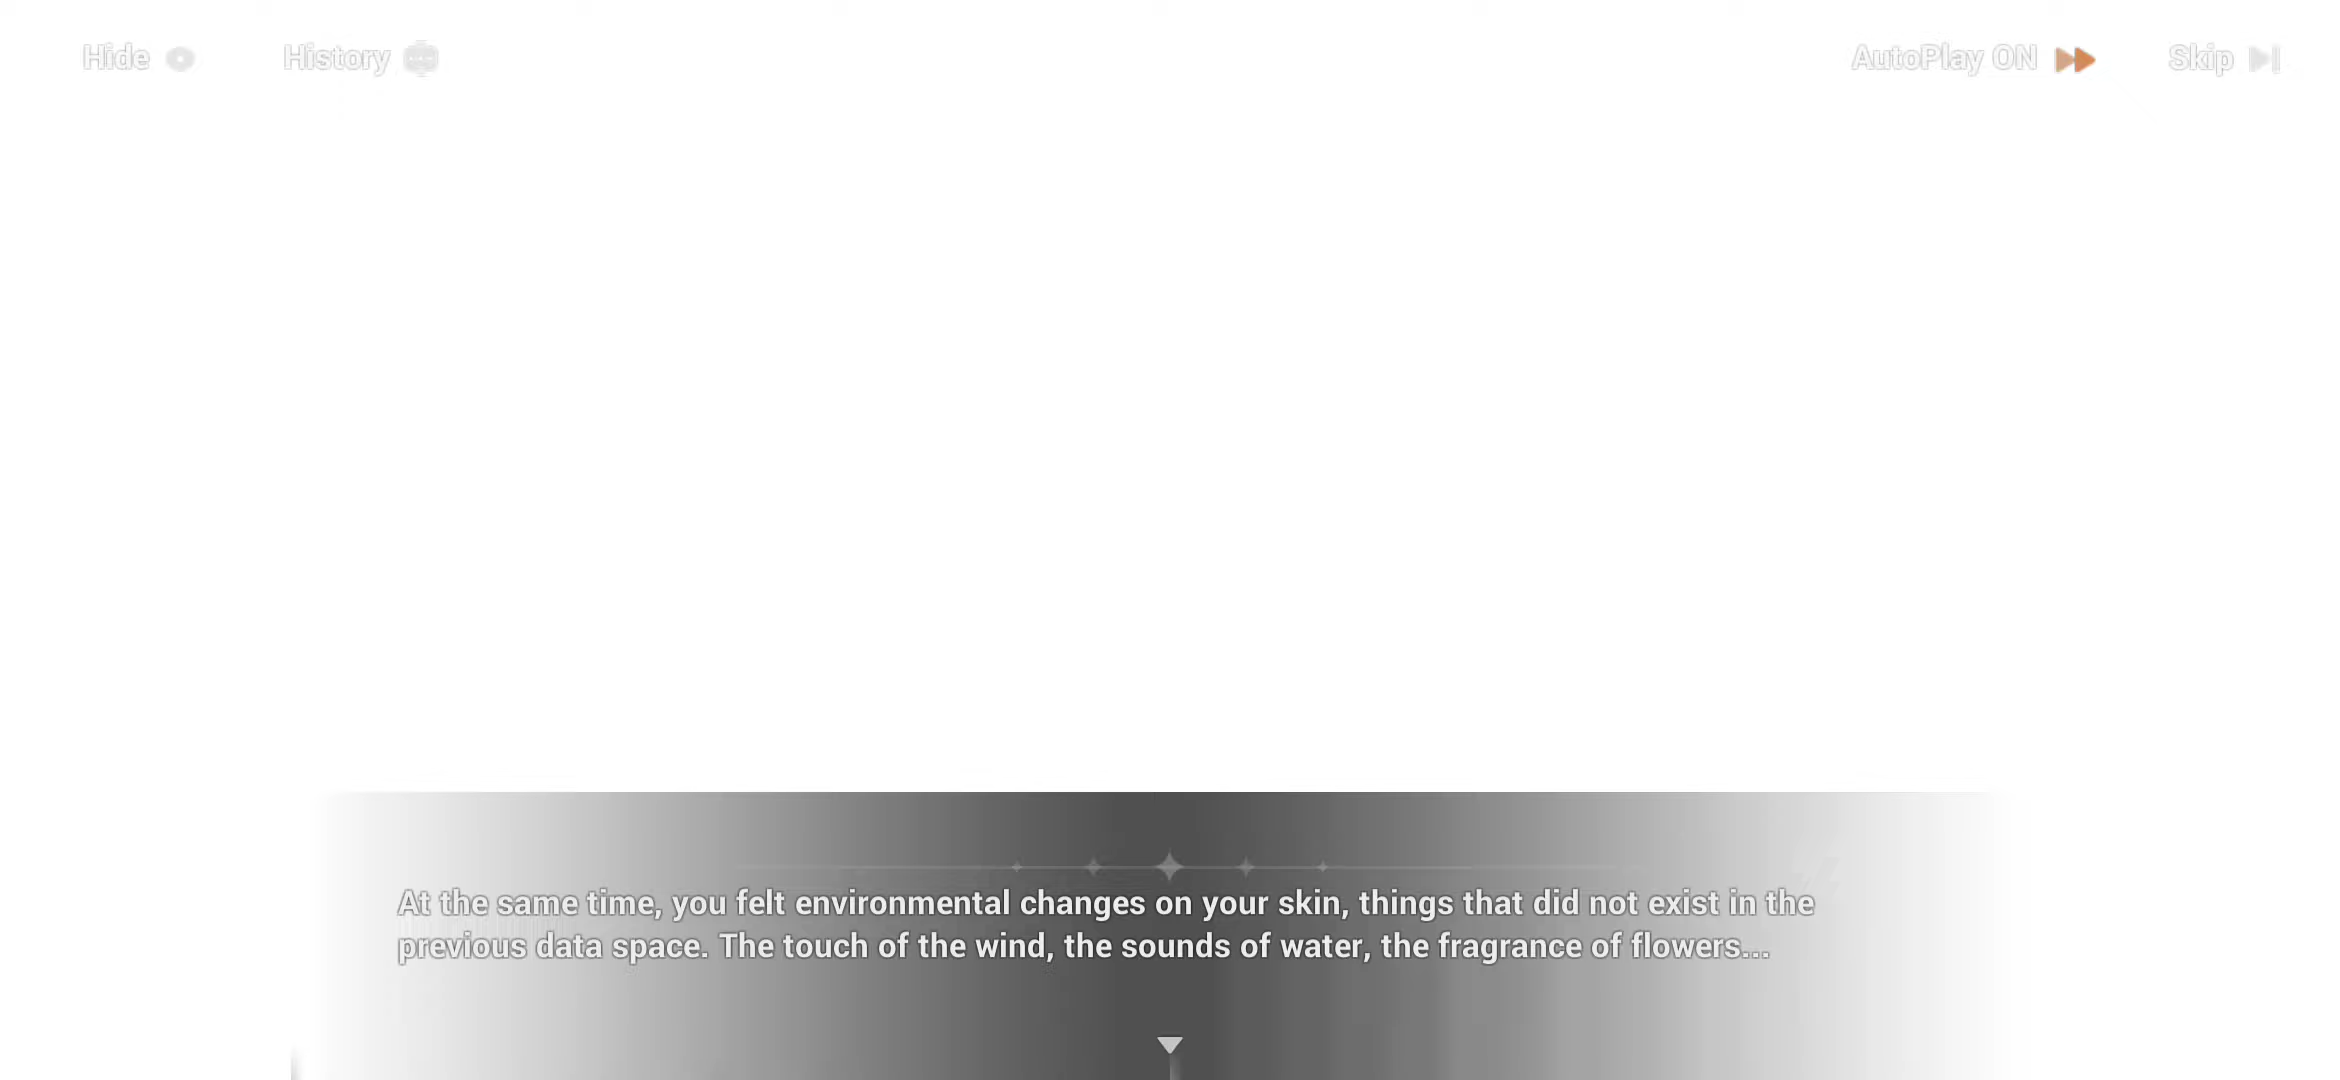 Hide
History
AutoPlay ON
Skip
At the same time, you felt environmental changes on your skin, things that did not exist in the
previous data space. The touch of the wind, the sounds of water, the fragrance of flowers...